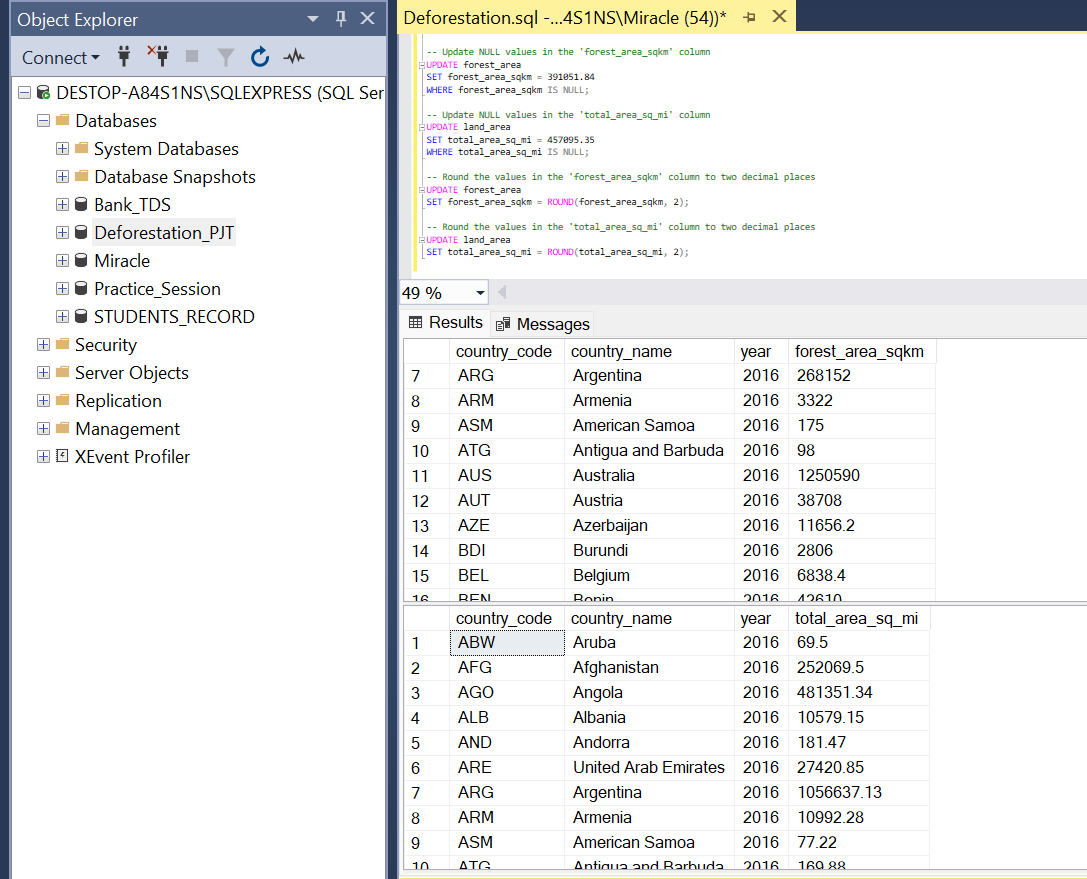 Object Explorer
Connect
DESTOP-A84S1NS\SQLEXPRESS (SQL Ser
Databases
System Databases
Database Snapshots
Bank_TDS
Deforestation_PJT
Miracle
Practice_Session
STUDENTS_RECORD
Security
Server Objects
Replication
Management
XEvent Profiler
Deforestation.sql -...4S1NS\Miracle (54))*
-- Update NULL values in the 'forest_area_sqkm' column
UPDATE forest_area
SET forest_area_sqkm = 391051.84
WHERE forest_area_sqkm IS NULL;
-- Update NULL values in the 'total_area_sq_mi' column
UPDATE land_area
SET total_area_sq_mi = 457095.35
WHERE total_area_sq_mi IS NULL;
-- Round the values in the 'forest_area_sqkm' column to two decimal places
UPDATE forest_area
SET forest_area_sqkm = ROUND(forest_area_sqkm, 2);
-- Round the values in the 'total_area_sq_mi' column to two decimal places
UPDATE land_area
SET total_area_sq_mi = ROUND(total_area_sq_mi, 2);
49 %
Results Messages
country_code country_name year forest_area_sqkm
7 ARG Argentina 2016 268152
8 ARM Armenia 2016 3322
9 ASM American Samoa 2016 175
10 ATG Antigua and Barbuda 2016 98
11 AUS Australia 2016 1250590
12 AUT Austria 2016 38708
13 AZE Azerbaijan 2016 11656.2
14 BDI Burundi 2016 2806
15 BEL Belgium 2016 6838.4
16 BEN Benin 2016 42610
country_code country_name year total_area_sq_mi
1 ABW Aruba 2016 69.5
2 AFG Afghanistan 2016 252069.5
3 AGO Angola 2016 481351.34
4 ALB Albania 2016 10579.15
5 AND Andorra 2016 181.47
6 ARE United Arab Emirates 2016 27420.85
7 ARG Argentina 2016 1056637.13
8 ARM Armenia 2016 10992.28
9 ASM American Samoa 2016 77.22
10 ATG Antigua and Barbuda 2016 169.88